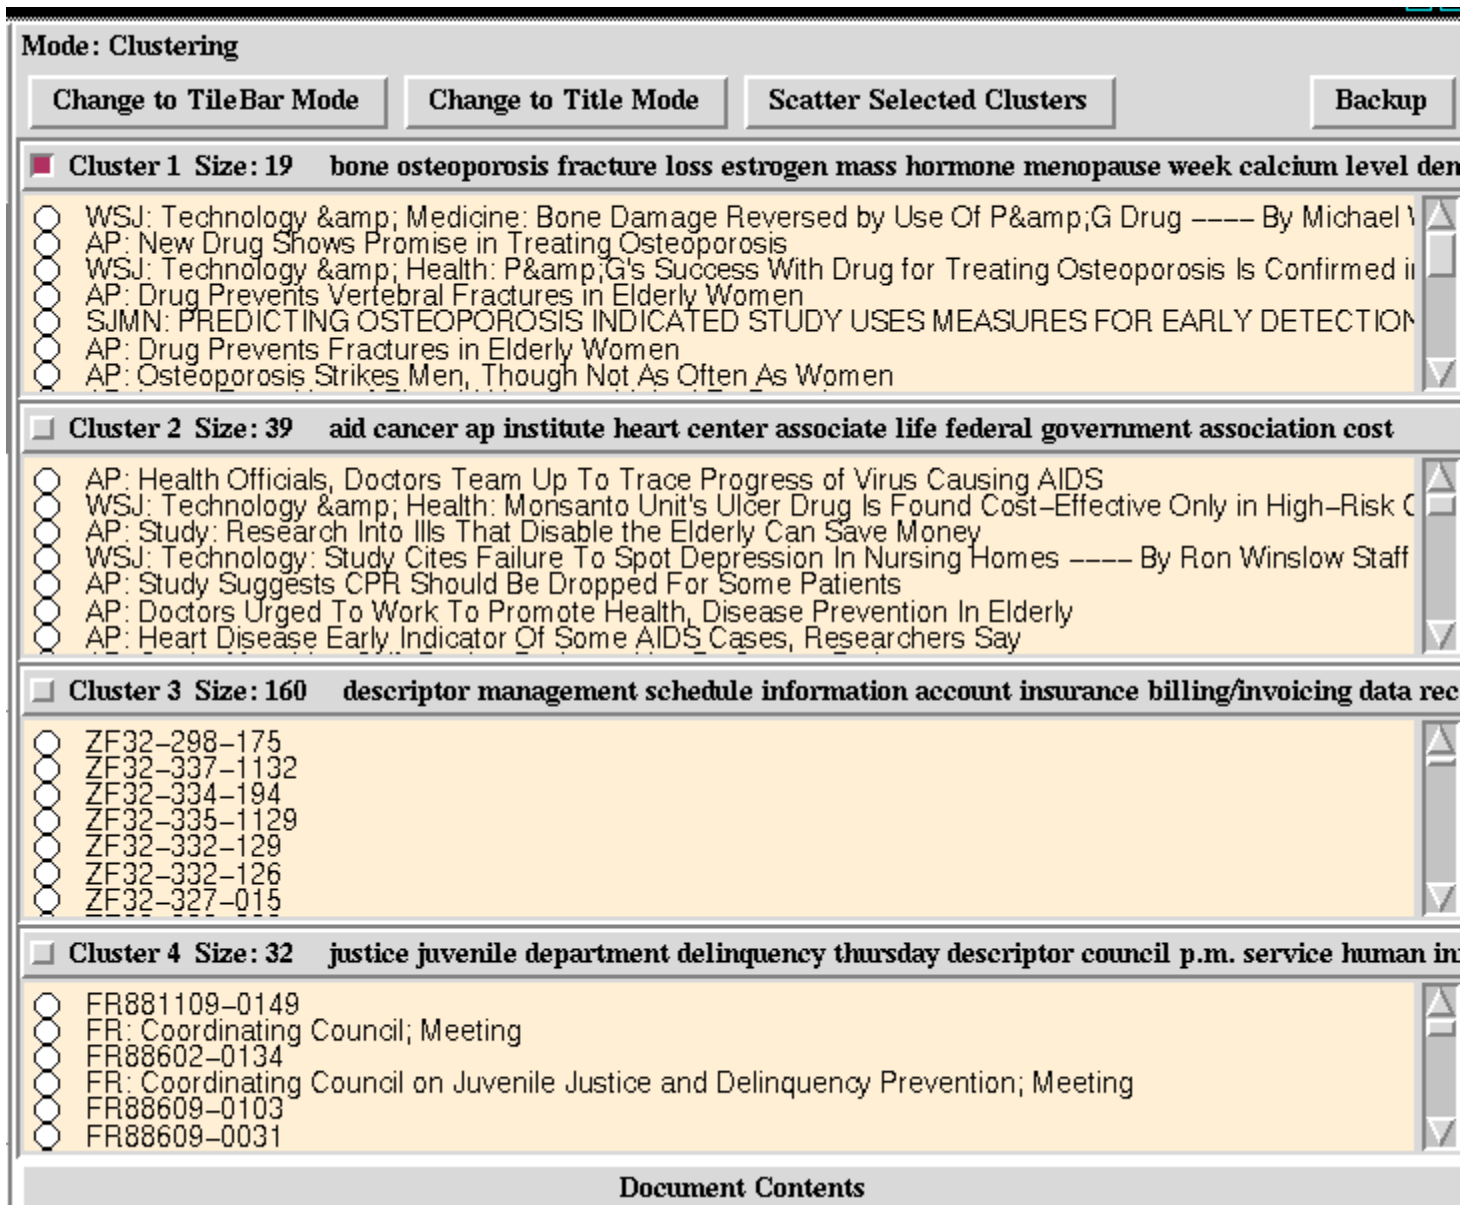 Mode: Clustering
Change to TileBar Mode Change to Title Mode Scatter Selected Clusters Backup
Cluster 1 Size: 19 bone osteoporosis fracture loss estrogen mass hormone menopause week calcium level den
WSJ: Technology &amp; Medicine: Bone Damage Reversed by Use Of P&amp;G Drug –––– By Michael
AP: New Drug Shows Promise in Treating Osteoporosis
WSJ: Technology &amp; Health: P&amp;G's Success With Drug for Treating Osteoporosis Is Confirmed
AP: Drug Prevents Vertebral Fractures in Elderly Women
SJMN: PREDICTING OSTEOPOROSIS INDICATED STUDY USES MEASURES FOR EARLY DETECTION
AP: Drug Prevents Fractures in Elderly Women
AP: Osteoporosis Strikes Men, Though Not As Often As Women
Cluster 2 Size: 39 aid cancer ap institute heart center associate life federal government association cost
AP: Health Officials, Doctors Team Up To Trace Progress of Virus Causing AIDS
WSJ: Technology &amp; Health: Monsanto Unit's Ulcer Drug Is Found Cost–Effective Only in High–Risk
AP: Study: Research Into Ills That Disable the Elderly Can Save Money
WSJ: Technology: Study Cites Failure To Spot Depression In Nursing Homes –––– By Ron Winslow Staff
AP: Study Suggests CPR Should Be Dropped For Some Patients
AP: Doctors Urged To Work To Promote Health, Disease Prevention In Elderly
AP: Heart Disease Early Indicator Of Some AIDS Cases, Researchers Say
Cluster 3 Size: 160 descriptor management schedule information account insurance billing/invoicing data rec
ZF32–298–175
ZF32–337–1132
ZF32–334–194
ZF32–335–1129
ZF32–332–129
ZF32–332–126
ZF32–327–015
Cluster 4 Size: 32 justice juvenile department delinquency thursday descriptor council p.m. service human
FR881109–0149
FR: Coordinating Council; Meeting
FR88602–0134
FR: Coordinating Council on Juvenile Justice and Delinquency Prevention; Meeting
FR88609–0103
FR88609–0031
Document Contents